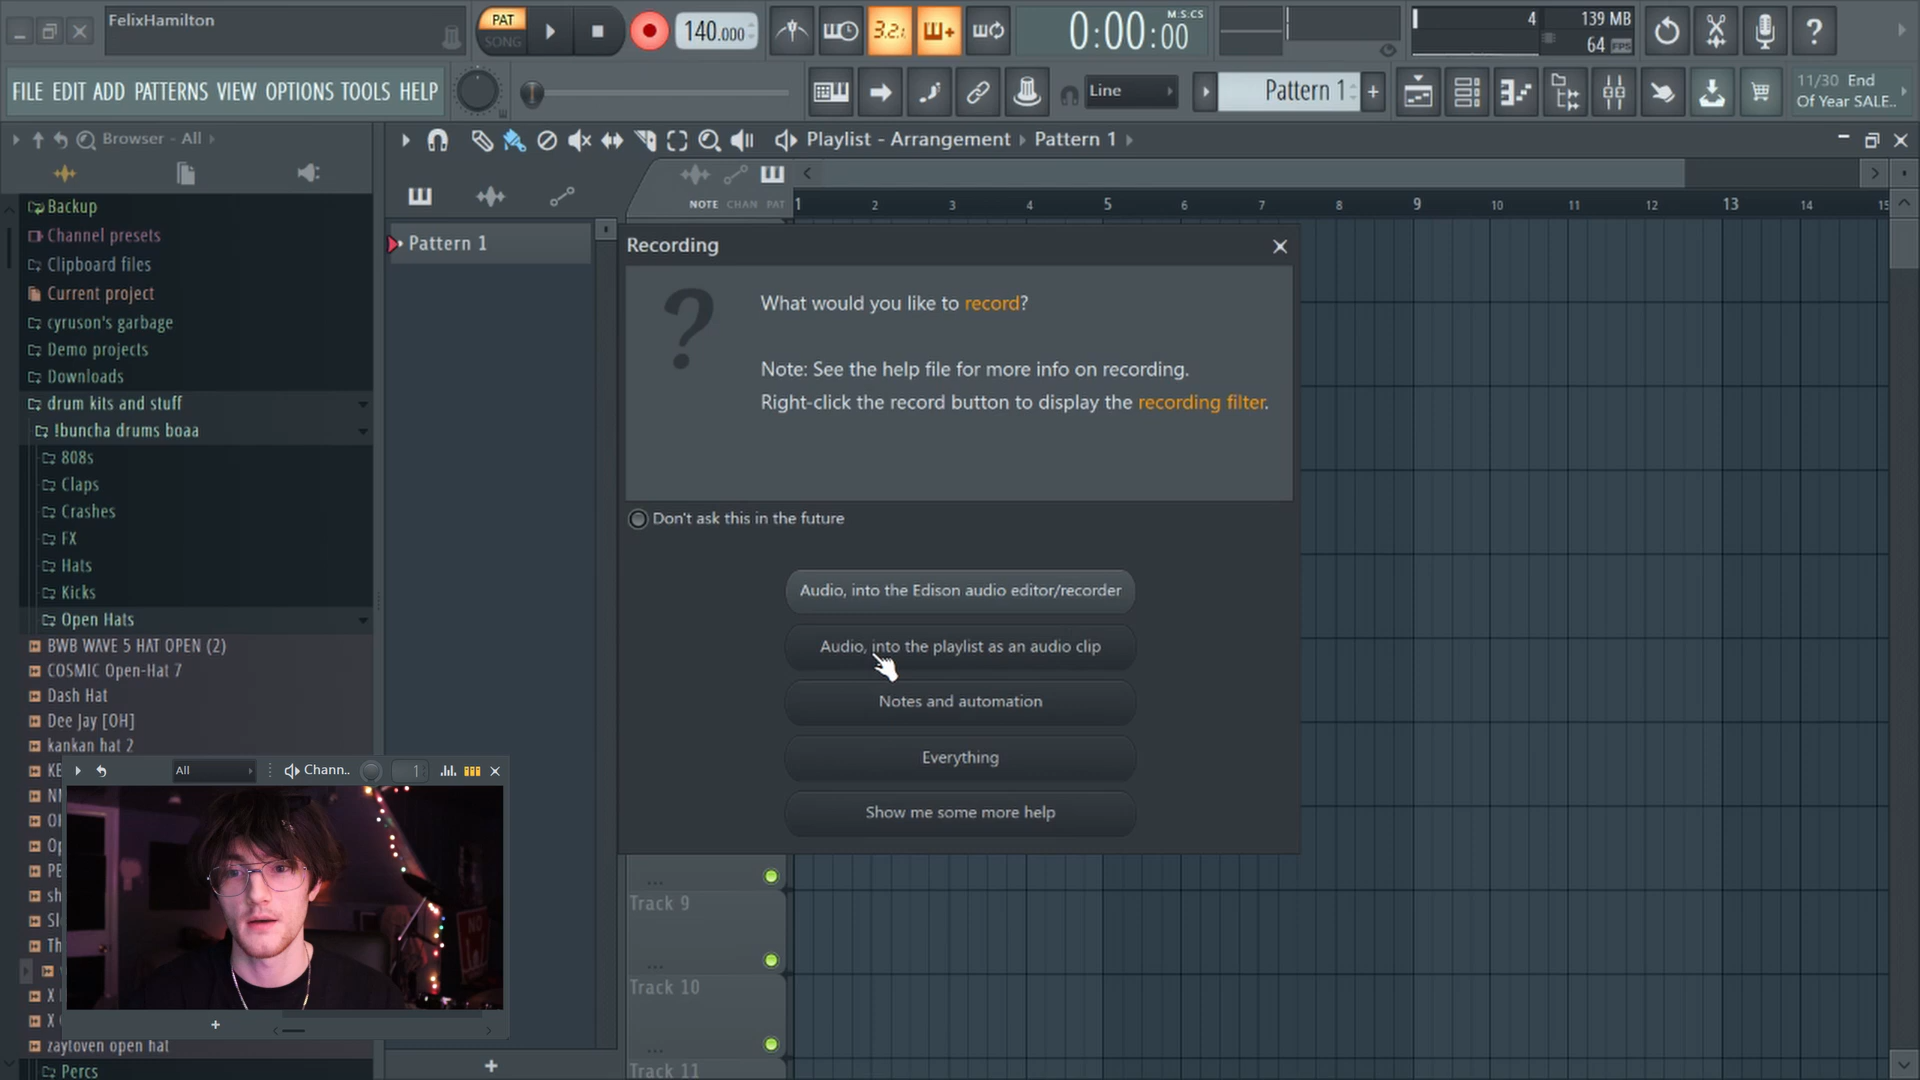 FelixHamilton
PAT
SONG
140.000
3.2.1
0:00:00
M:S:CS
4
139 MB
64 FPS
?
FILE EDIT ADD PATTERNS VIEW OPTIONS TOOLS HELP
Line
Pattern 1
+
11/30 End
Of Year SALE..
Browser - All
Playlist - Arrangement › Pattern 1 ›
NOTE CHAN PAT
1 2 3 4 5 6 7 8 9 10 11 12 13 14 15
Backup
Channel presets
Clipboard files
Current project
cyruson's garbage
Demo projects
Downloads
drum kits and stuff
!buncha drums boaa
808s
Claps
Crashes
FX
Hats
Kicks
Open Hats
BWB WAVE 5 HAT OPEN (2)
COSMIC Open-Hat 7
Dash Hat
Dee Jay [OH]
kankan hat 2
zaytoven open hat
Percs
Pattern 1
Recording
?
What would you like to record?
Note: See the help file for more info on recording.
Right-click the record button to display the recording filter.
Don't ask this in the future
Audio, into the Edison audio editor/recorder
Audio, into the playlist as an audio clip
Notes and automation
Everything
Show me some more help
All
Chann..
1
NO
...
Track 9
...
Track 10
...
Track 11
+
+